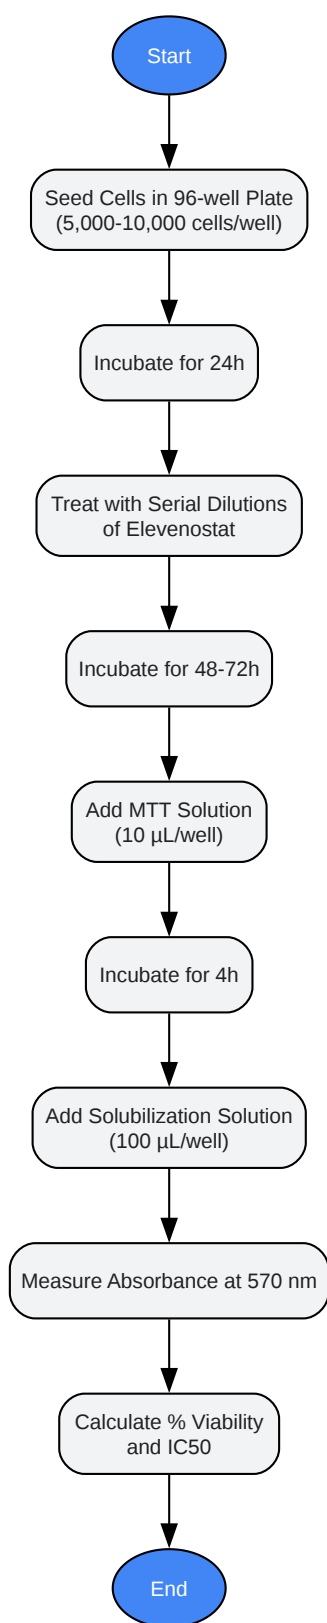 Start
Seed Cells in 96-well Plate
(5,000-10,000 cells/well)
Incubate for 24h
Treat with Serial Dilutions
of Elevenostat
Incubate for 48-72h
Add MTT Solution
(10 µL/well)
Incubate for 4h
Add Solubilization Solution
(100 µL/well)
Measure Absorbance at 570 nm
Calculate % Viability
and IC50
End